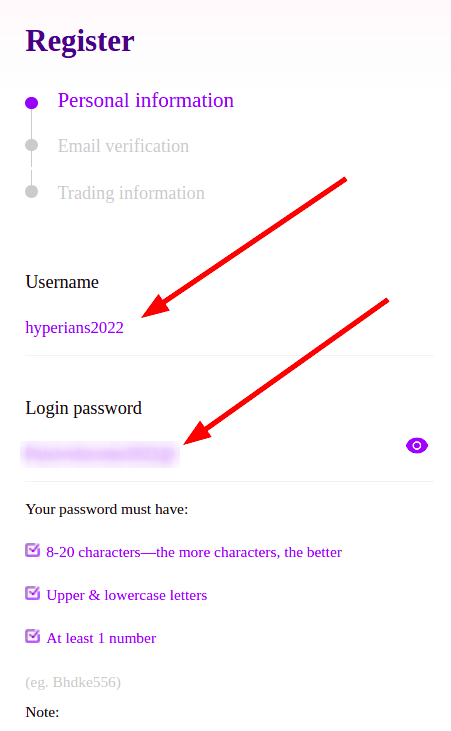 Register
Personal information
Email verification
Trading information
Username
hyperians2022
Login password
Your password must have:
8-20 characters—the more characters, the better
Upper & lowercase letters
At least 1 number
(eg. Bhdke556)
Note: